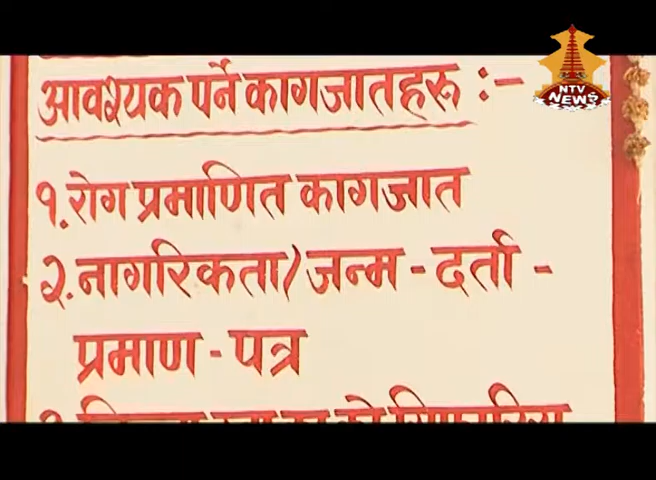 NTV
NEWS
आवश्यक पर्ने कागजातहरू :-
१. रोग प्रमाणित कागजात
२. नागरिकता/जन्म - दर्ता -
प्रमाण - पत्र